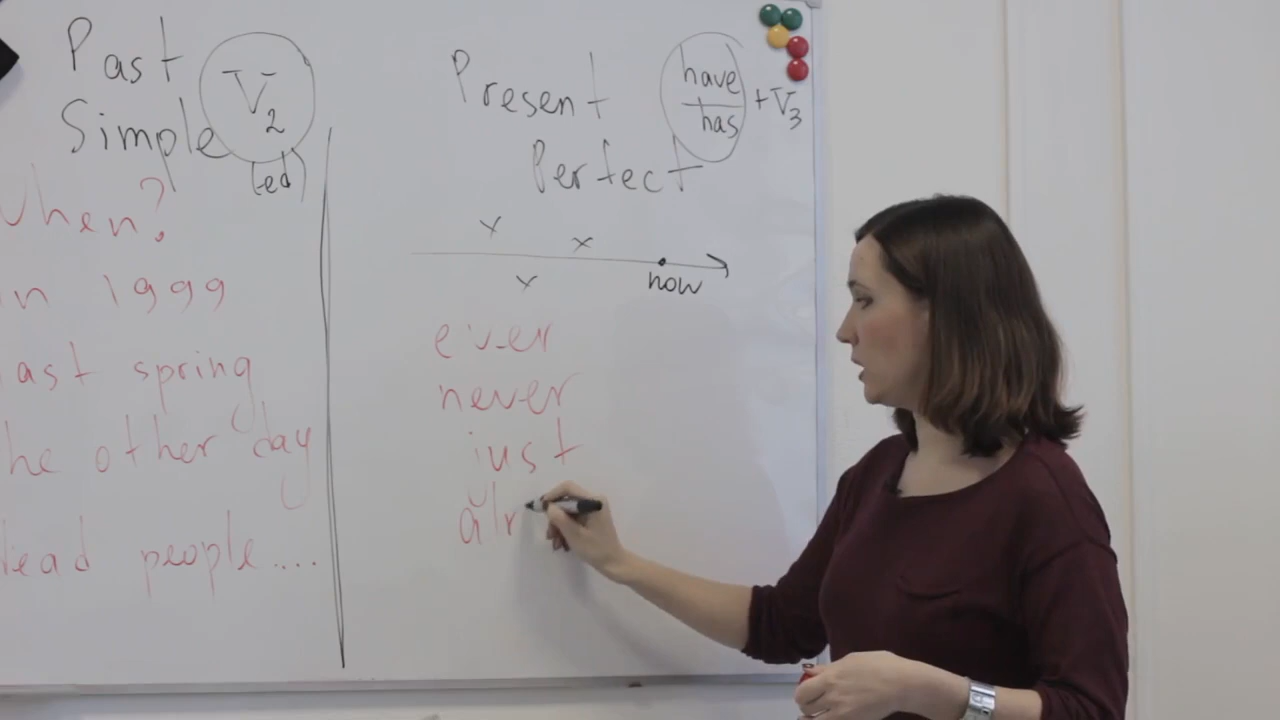 Past
Simple
V2
(ed)
When?
in 1999
last spring
the other day
dead people....
Present
Perfect
have
has
+V3
now
ever
never
just
alr